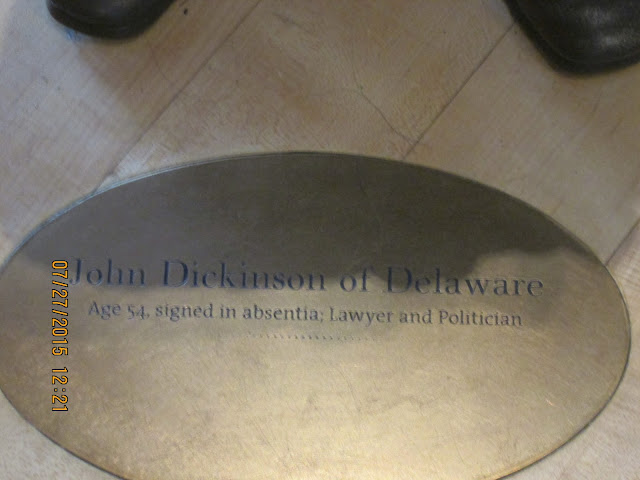 John Dickinson of Delaware
Age 54, signed in absentia; Lawyer and Politician
07/27/2015 12:21